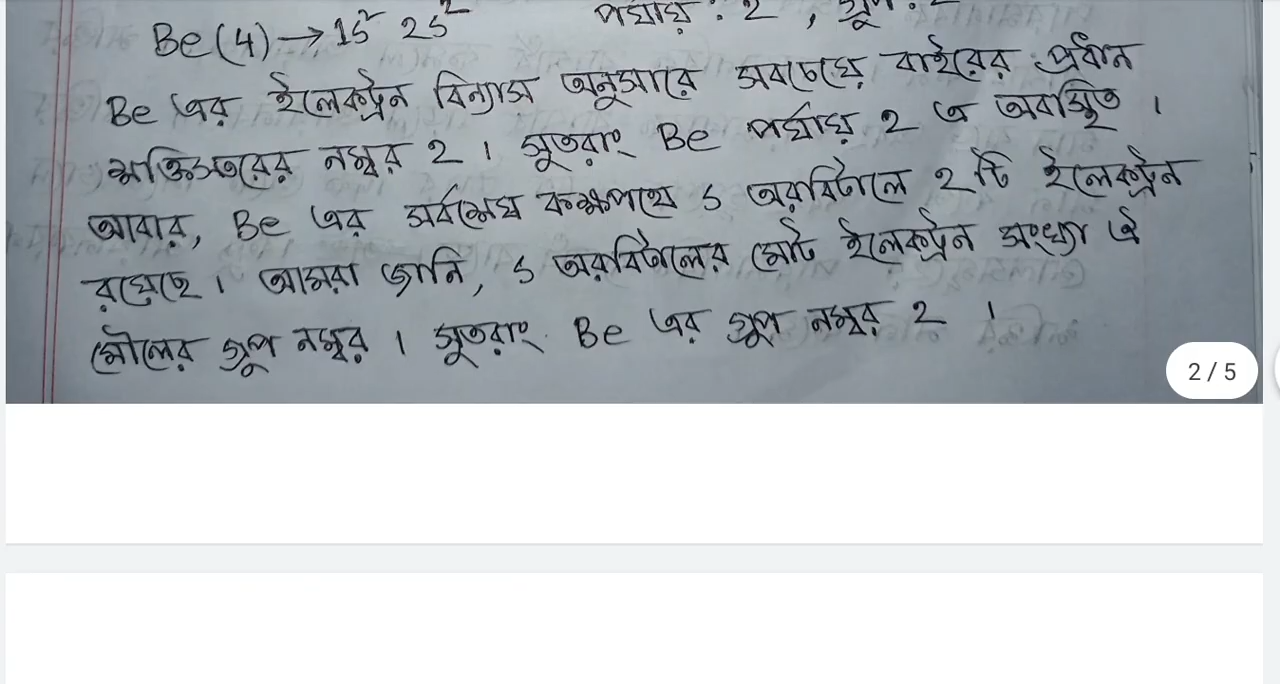 Be (4) → 1s² 2s² পর্যায় : 2 , গ্রুপ : 2
Be এর ইলেকট্রন বিন্যাস অনুসারে সবচেয়ে বাইরের প্রধান
শক্তিস্তরের নম্বর 2 । সুতরাং Be পর্যায় 2 এ অবস্থিত ।
আবার, Be এর সর্বশেষ কক্ষপথে s অরবিটালে 2 টি ইলেকট্রন
রয়েছে । আমরা জানি, s অরবিটালের মোট ইলেকট্রন সংখ্যা ঐ
মৌলের গ্রুপ নম্বর । সুতরাং Be এর গ্রুপ নম্বর 2 ।
2 / 5